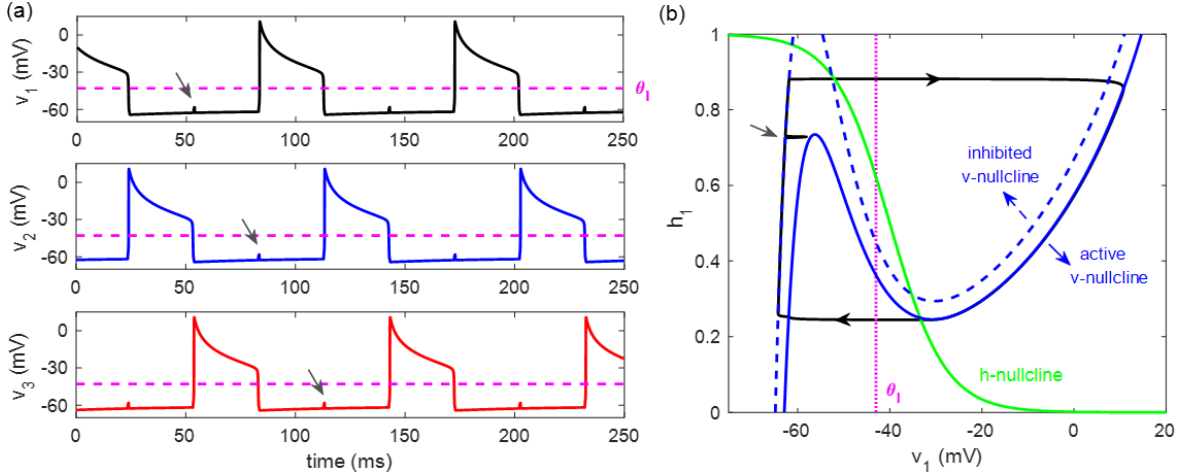 (a)
v₁ (mV)
0
-30
-60
0 50 100 150 200 250
θI
v₂ (mV)
0
-30
-60
0 50 100 150 200 250
v₃ (mV)
0
-30
-60
0 50 100 150 200 250
time (ms)
(b)
h₁
1
0.8
0.6
0.4
0.2
0
-60 -40 -20 0 20
v₁ (mV)
inhibited
v-nullcline
active
v-nullcline
h-nullcline
θI